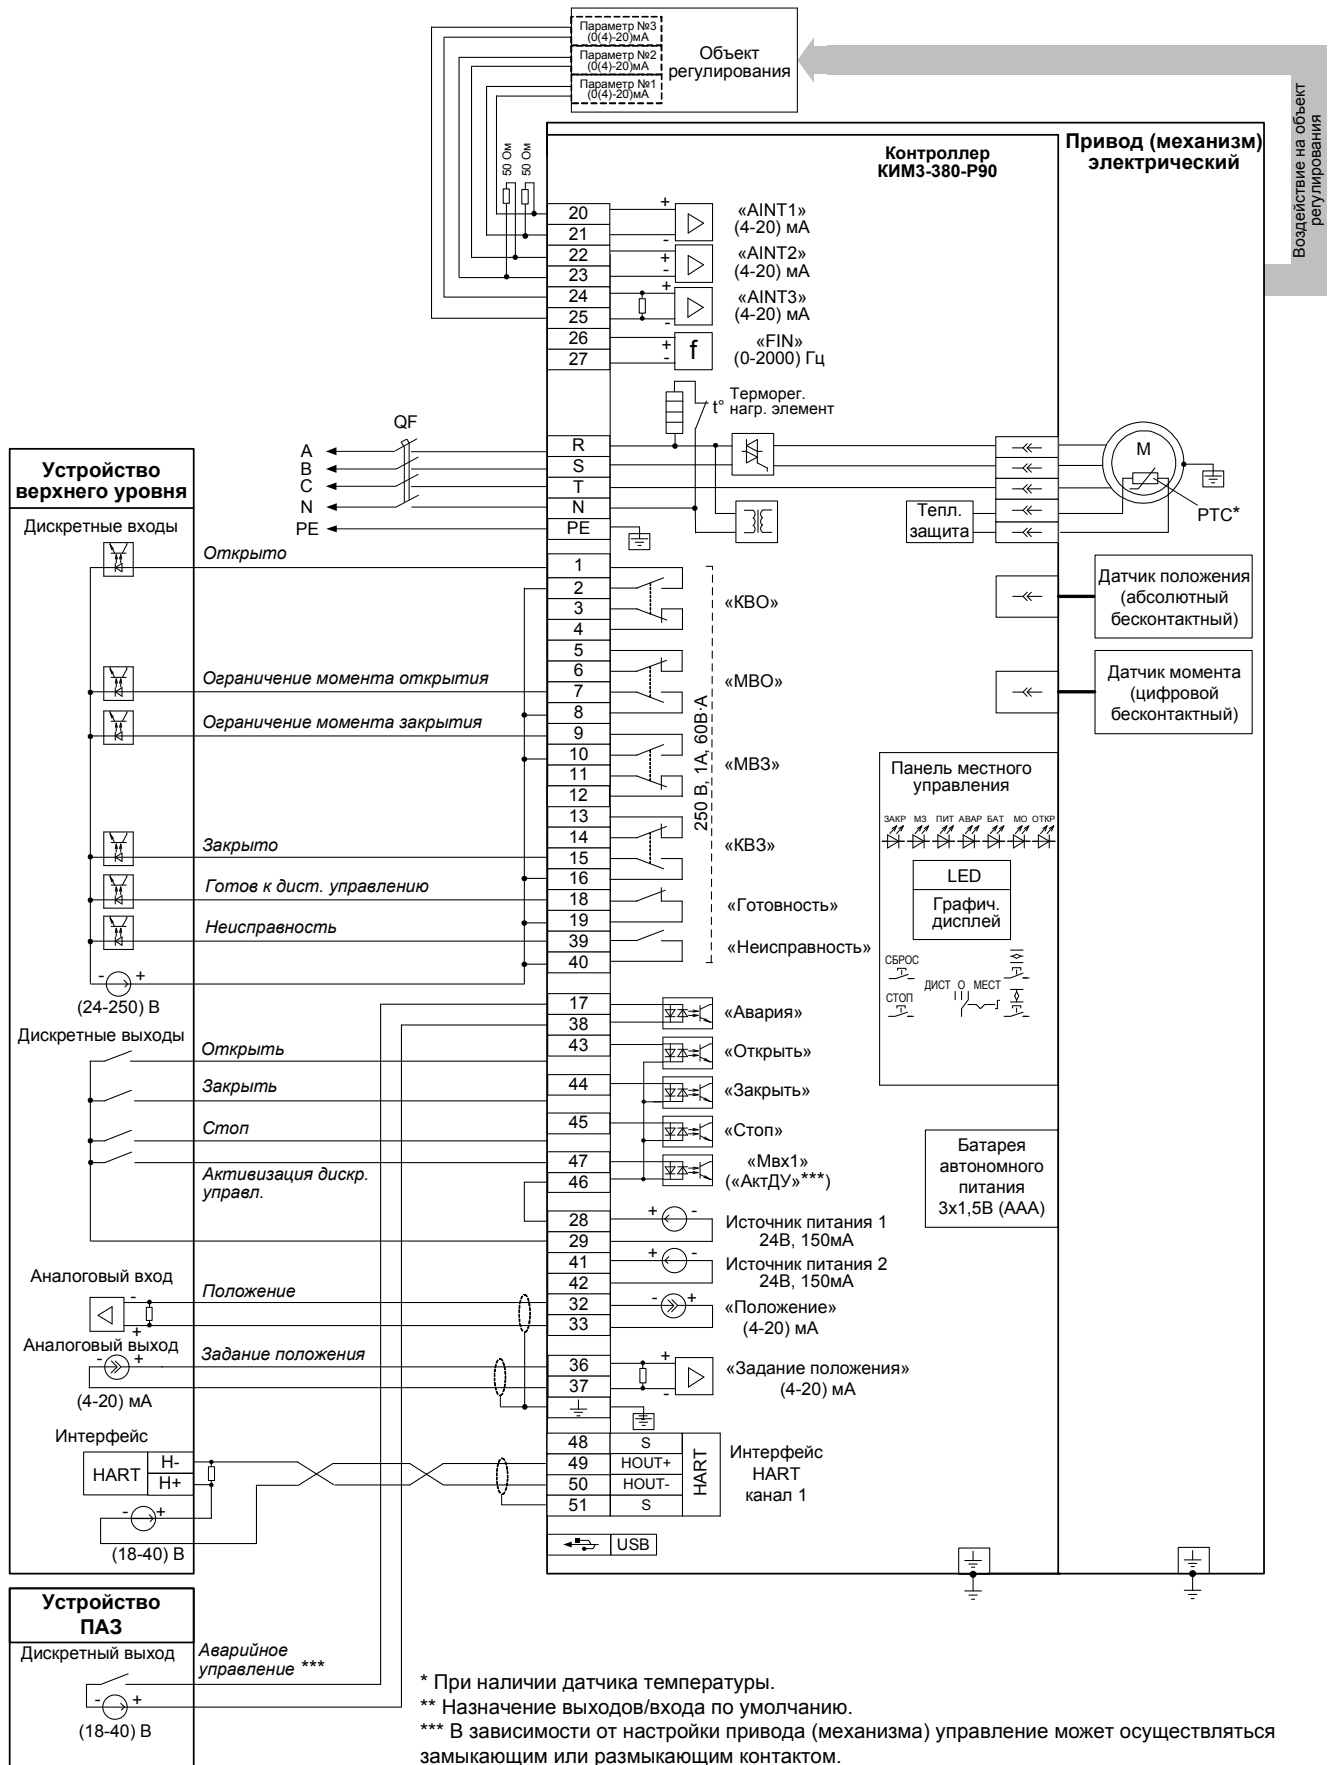 Параметр №3
(0(4)-20)мА
Параметр №2
(0(4)-20)мА
Параметр №1
(0(4)-20)мА
Объект
регулирования
Воздействие на объект
регулирования
Привод (механизм)
электрический
Контроллер
КИМ3-380-Р90
50 Ом
50 Ом
20
+
«AINT1»
21
-
(4-20) мА
22
+
«AINT2»
23
-
(4-20) мА
24
+
«AINT3»
25
-
(4-20) мА
26
+
f
«FIN»
27
-
(0-2000) Гц
t°
Терморег.
нагр. элемент
QF
A
R
B
S
C
T
N
N
PE
PE
M
PTC*
Тепл.
защита
Устройство
верхнего уровня
Дискретные входы
Открыто
1
2
3
4
«КВО»
5
6
Ограничение момента открытия
7
8
«МВО»
Ограничение момента закрытия
9
10
11
12
«МВЗ»
13
14
Закрыто
15
16
«КВЗ»
Готов к дист. управлению
18
19
«Готовность»
Неисправность
39
40
«Неисправность»
250 В, 1А, 60В·А
- +
(24-250) В
Датчик положения
(абсолютный
бесконтактный)
Датчик момента
(цифровой
бесконтактный)
Панель местного
управления
ЗАКР МЗ ПИТ АВАР БАТ МО ОТКР
LED
Графич.
дисплей
СБРОС
СТОП
ДИСТ О МЕСТ
17
38
«Авария»
Дискретные выходы
Открыть
43
«Открыть»
Закрыть
44
«Закрыть»
Стоп
45
«Стоп»
Активизация дискр.
управл.
47
46
«Мвх1»
(«АктДУ»***)
28
29
+ -
Источник питания 1
24В, 150мА
41
42
+ -
Источник питания 2
24В, 150мА
Батарея
автономного
питания
3х1,5В (ААА)
Аналоговый вход
-
+
Положение
32
33
- +
«Положение»
(4-20) мА
Аналоговый выход
- +
(4-20) мА
Задание положения
36
37
+
-
«Задание положения»
(4-20) мА
Интерфейс
HART
H-
H+
- +
(18-40) В
48
S
49
HOUT+
50
HOUT-
51
S
HART
Интерфейс
HART
канал 1
USB
Устройство
ПАЗ
Дискретный выход
Аварийное
управление ***
- +
(18-40) В
* При наличии датчика температуры.
** Назначение выходов/входа по умолчанию.
*** В зависимости от настройки привода (механизма) управление может осуществляться
замыкающим или размыкающим контактом.